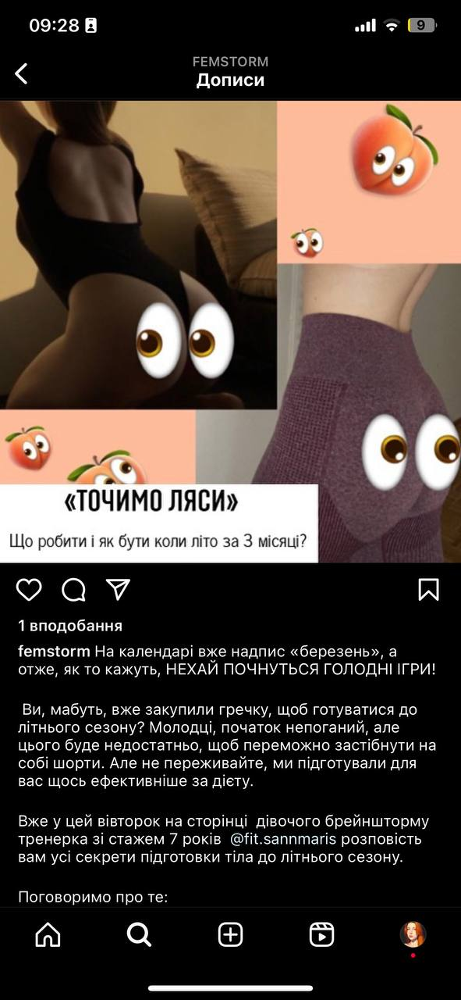 09:28
9
FEMSTORM
Дописи
«ТОЧИМО ЛЯСИ»
Що робити і як бути коли літо за 3 місяці?
1 вподобання
femstorm На календарі вже надпис «березень», а
отже, як то кажуть, НЕХАЙ ПОЧНУТЬСЯ ГОЛОДНІ ІГРИ!
Ви, мабуть, вже закупили гречку, щоб готуватися до
літнього сезону? Молодці, початок непоганий, але
цього буде недостатньо, щоб переможно застібнути на
собі шорти. Але не переживайте, ми підготували для
вас щось ефективніше за дієту.
Вже у цей вівторок на сторінці дівочого брейншторму
тренерка зі стажем 7 років @fit.sannmaris розповість
вам усі секрети підготовки тіла до літнього сезону.
Поговоримо про те: